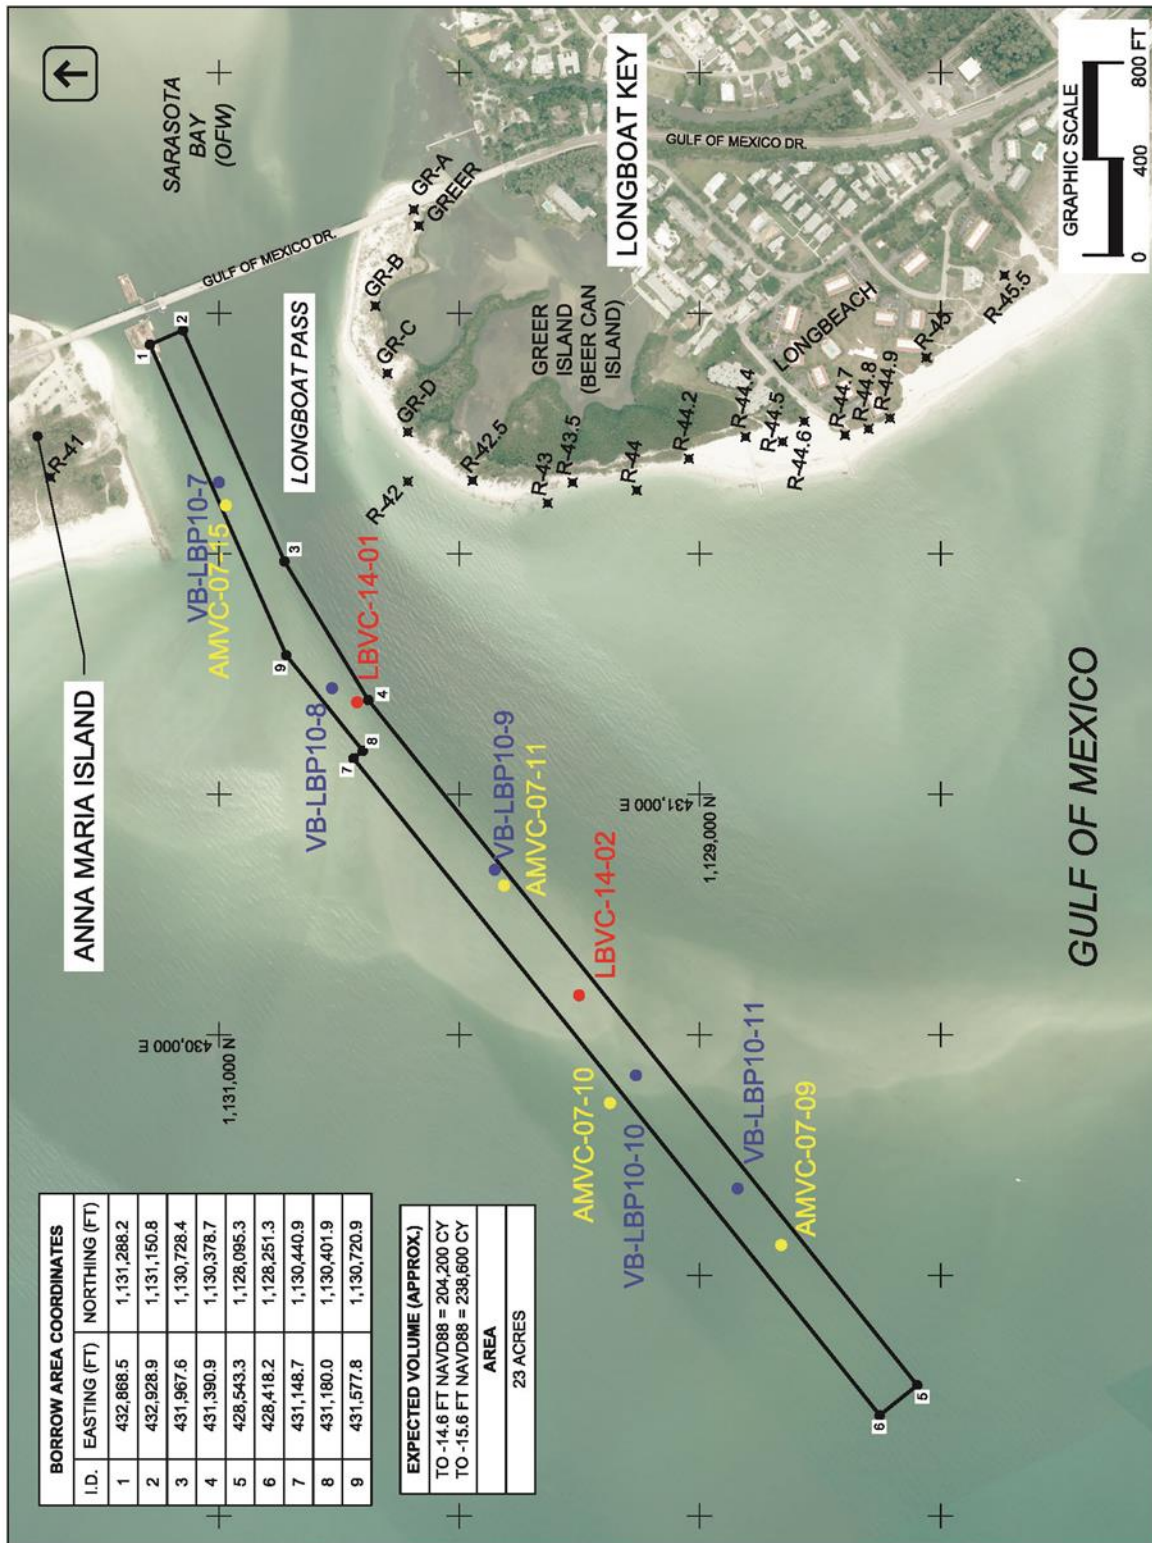 BORROW AREA COORDINATES
I.D. EASTING (FT) NORTHING (FT)
1 432,868.5 1,131,288.2
2 432,928.9 1,131,150.8
3 431,967.6 1,130,728.4
4 431,390.9 1,130,378.7
5 428,543.3 1,128,095.3
6 428,418.2 1,128,251.3
7 431,148.7 1,130,440.9
8 431,180.0 1,130,401.9
9 431,577.8 1,130,720.9
EXPECTED VOLUME (APPROX.)
TO -14.6 FT NAVD88 = 204,200 CY
TO -15.6 FT NAVD88 = 238,600 CY
AREA
23 ACRES
ANNA MARIA ISLAND
R-41
SARASOTA
BAY
(OFW)
430,000 E
1,131,000 N
VB-LBP10-7
AMVC-07-15
1
2
3
4
5
6
7
8
9
GULF OF MEXICO DR.
LONGBOAT PASS
VB-LBP10-8
LBVC-14-01
VB-LBP10-9
AMVC-07-11
LBVC-14-02
AMVC-07-10
VB-LBP10-10
VB-LBP10-11
AMVC-07-09
431,000 E
1,129,000 N
GR-A
GREER
GR-B
GR-C
GR-D
R-42
R-42.5
R-43
R-43.5
R-44
R-44.2
R-44.4
R-44.5
R-44.6
R-44.7
R-44.8
R-44.9
R-45
R-45.5
GREER
ISLAND
(BEER CAN
ISLAND)
LONGBEACH
LONGBOAT KEY
GULF OF MEXICO DR.
GULF OF MEXICO
GRAPHIC SCALE
0 400 800 FT